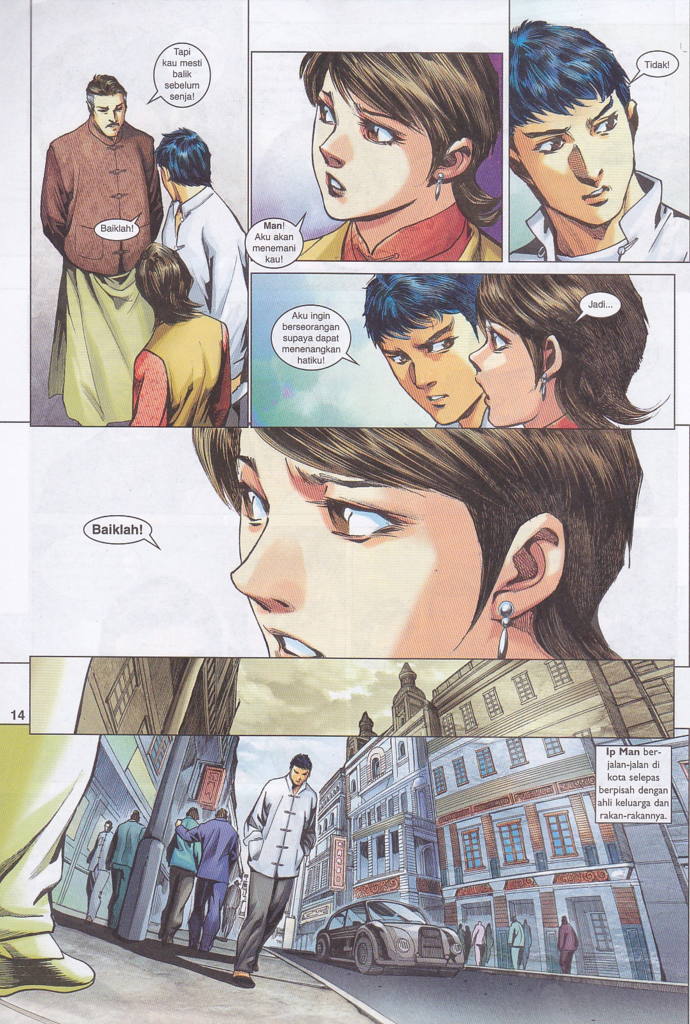 Tapi
kau mesti
balik
sebelum
senja!
Baiklah!
Man!
Aku akan
menemani
kau!
Tidak!
Aku ingin
berseorangan
supaya dapat
menenangkan
hatiku!
Jadi...
Baiklah!
14
Ip Man ber-
jalan-jalan di
kota selepas
berpisah dengan
ahli keluarga dan
rakan-rakannya.